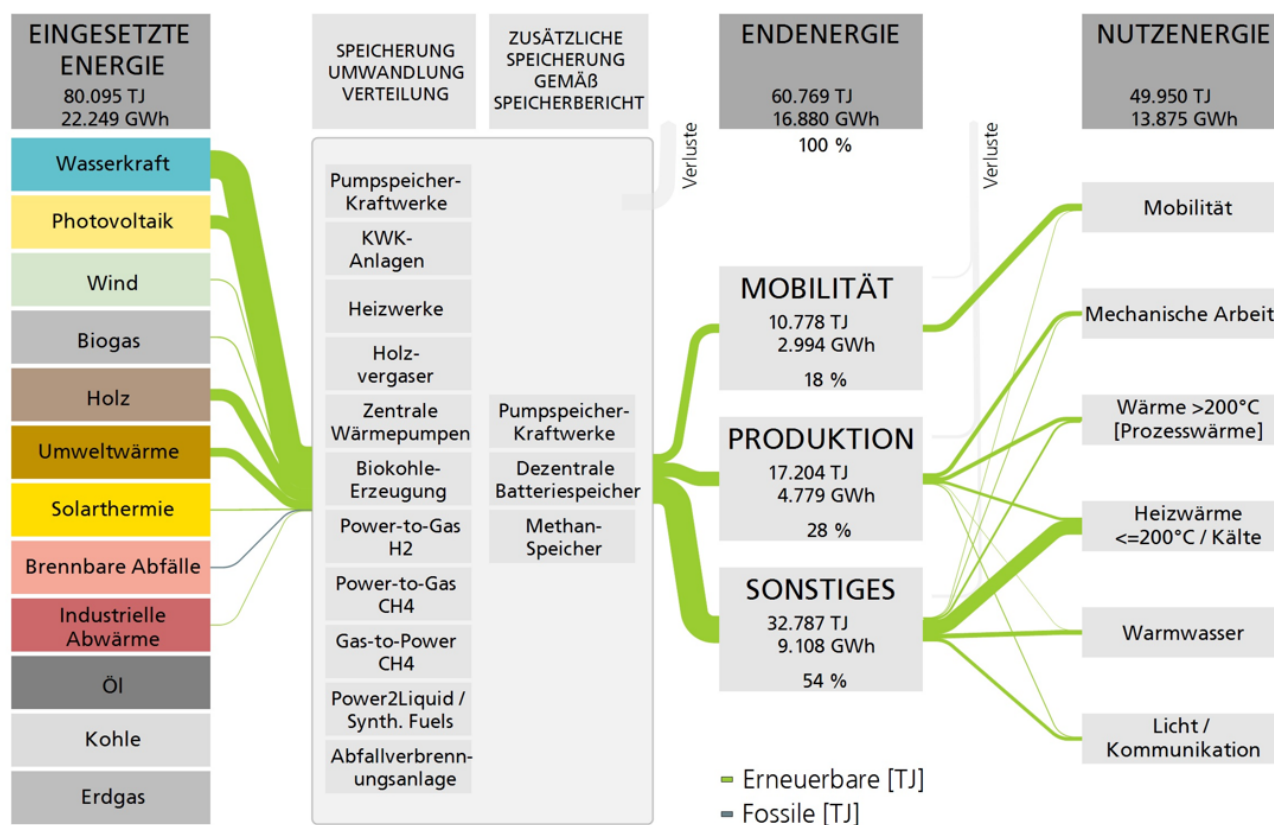 EINGESETZTE
ENERGIE
80.095 TJ
22.249 GWh
Wasserkraft
Photovoltaik
Wind
Biogas
Holz
Umweltwärme
Solarthermie
Brennbare Abfälle
Industrielle
Abwärme
Öl
Kohle
Erdgas
SPEICHERUNG
UMWANDLUNG
VERTEILUNG
Pumpspeicher-
Kraftwerke
KWK-
Anlagen
Heizwerke
Holz-
vergaser
Zentrale
Wärmepumpen
Biokohle-
Erzeugung
Power-to-Gas
H2
Power-to-Gas
CH4
Gas-to-Power
CH4
Power2Liquid /
Synth. Fuels
Abfallverbrenn-
ungsanlage
ZUSÄTZLICHE
SPEICHERUNG
GEMÄß
SPEICHERBERICHT
Pumpspeicher-
Kraftwerke
Dezentrale
Batteriespeicher
Methan-
Speicher
Verluste
ENDENERGIE
60.769 TJ
16.880 GWh
100 %
MOBILITÄT
10.778 TJ
2.994 GWh
18 %
PRODUKTION
17.204 TJ
4.779 GWh
28 %
SONSTIGES
32.787 TJ
9.108 GWh
54 %
Erneuerbare [TJ]
Fossile [TJ]
Verluste
NUTZENERGIE
49.950 TJ
13.875 GWh
Mobilität
Mechanische Arbeit
Wärme >200°C
[Prozesswärme]
Heizwärme
<=200°C / Kälte
Warmwasser
Licht /
Kommunikation